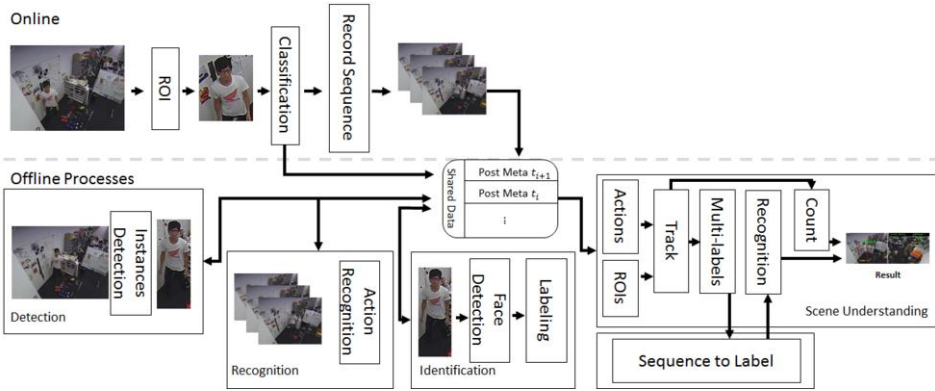 Online
ROI
Classification
Record Sequence
Shared Data
Post Meta t_{i+1}
Post Meta t_i
⋮
Offline Processes
Instances Detection
Detection
Action Recognition
Recognition
Face Detection
Labeling
Identification
Actions
ROIs
Track
Multi-labels
Recognition
Count
Result
Scene Understanding
Sequence to Label